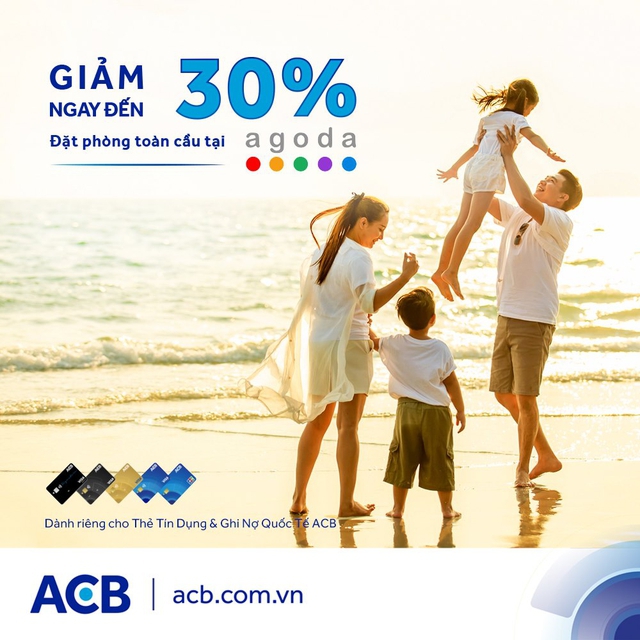 GIẢM
NGAY ĐẾN
30%
Đặt phòng toàn cầu tại
agoda
Dành riêng cho Thẻ Tín Dụng & Ghi Nợ Quốc Tế ACB
ACB | acb.com.vn